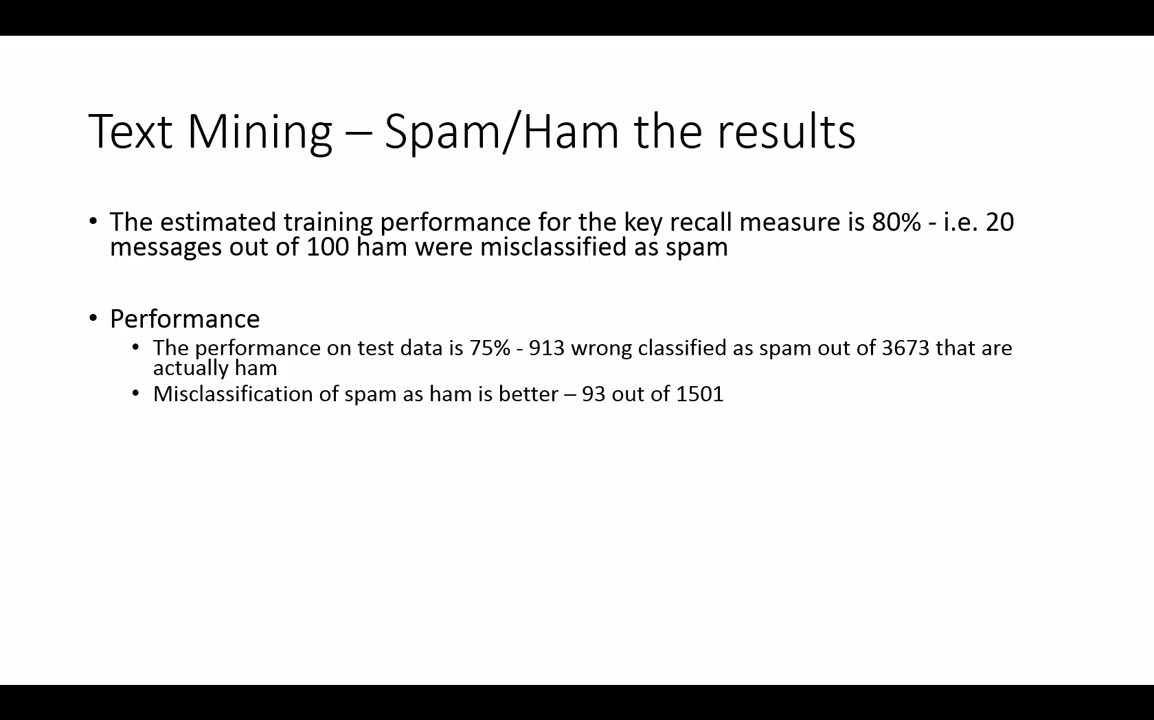 Text Mining – Spam/Ham the results
• The estimated training performance for the key recall measure is 80% - i.e. 20
messages out of 100 ham were misclassified as spam
• Performance
• The performance on test data is 75% - 913 wrong classified as spam out of 3673 that are
actually ham
• Misclassification of spam as ham is better – 93 out of 1501